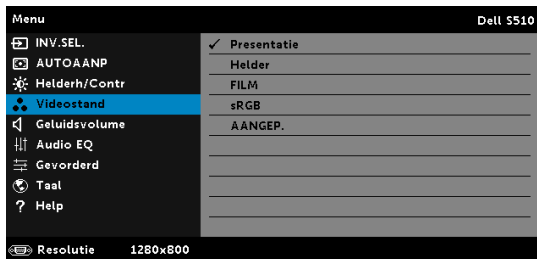 Menu Dell S510
INV.SEL.
AUTOAANP
Helderh/Contr
Videostand
Geluidsvolume
Audio EQ
Gevorderd
Taal
? Help
✓ Presentatie
Helder
FILM
sRGB
AANGEP.
Resolutie 1280x800